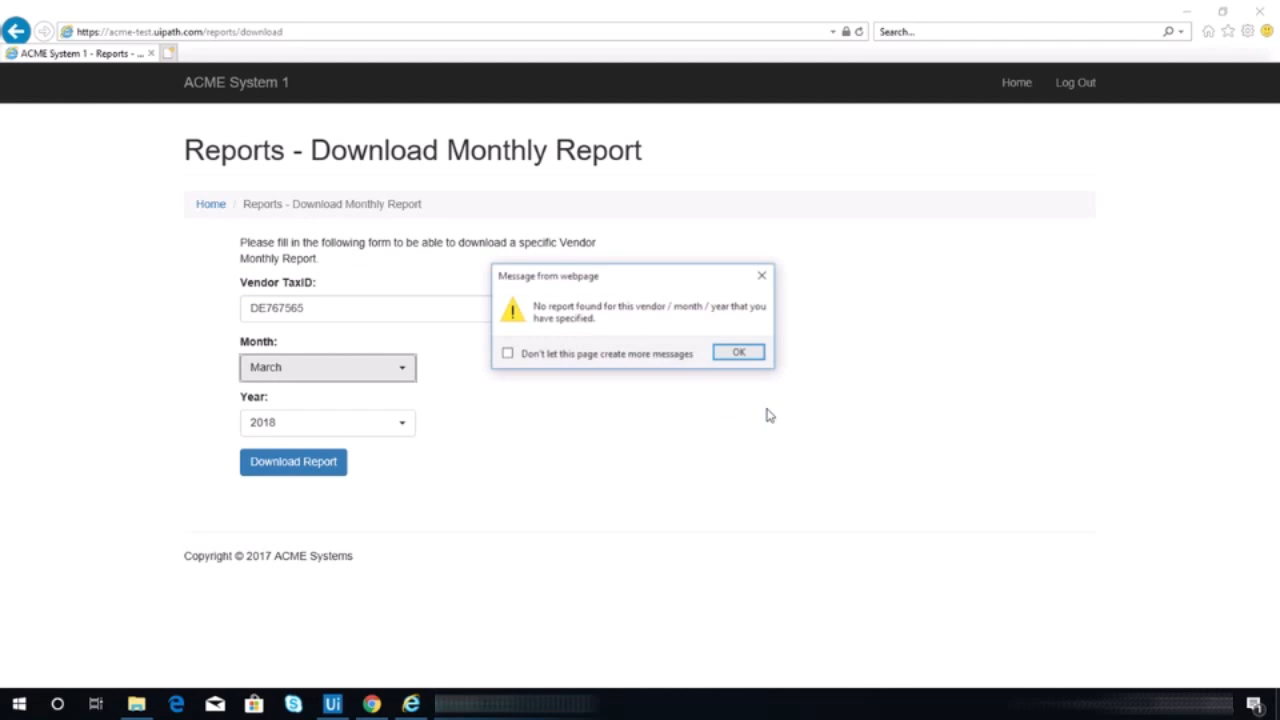 https://acme-test.uipath.com/reports/download
Search...
ACME System 1 - Reports - ...
ACME System 1
Home
Log Out
Reports - Download Monthly Report
Home / Reports - Download Monthly Report
Please fill in the following form to be able to download a specific Vendor
Monthly Report.
Vendor TaxID:
DE767565
Message from webpage
No report found for this vendor / month / year that you
have specified.
Don't let this page create more messages
OK
Month:
March
Year:
2018
Download Report
Copyright © 2017 ACME Systems
Ui
1